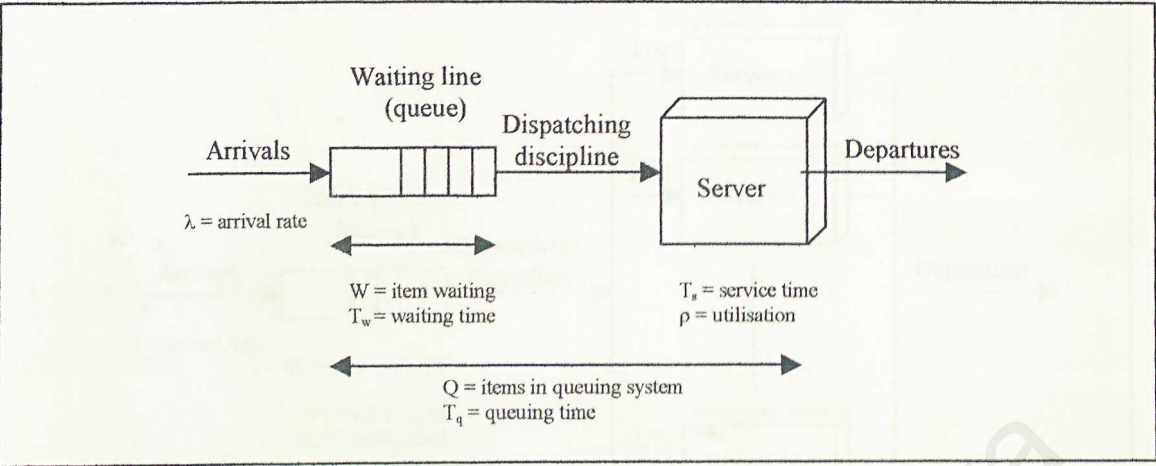 Waiting line
(queue)
Arrivals
Dispatching
discipline
Server
Departures
λ = arrival rate
W = item waiting
T_w = waiting time
T_s = service time
ρ = utilisation
Q = items in queuing system
T_q = queuing time